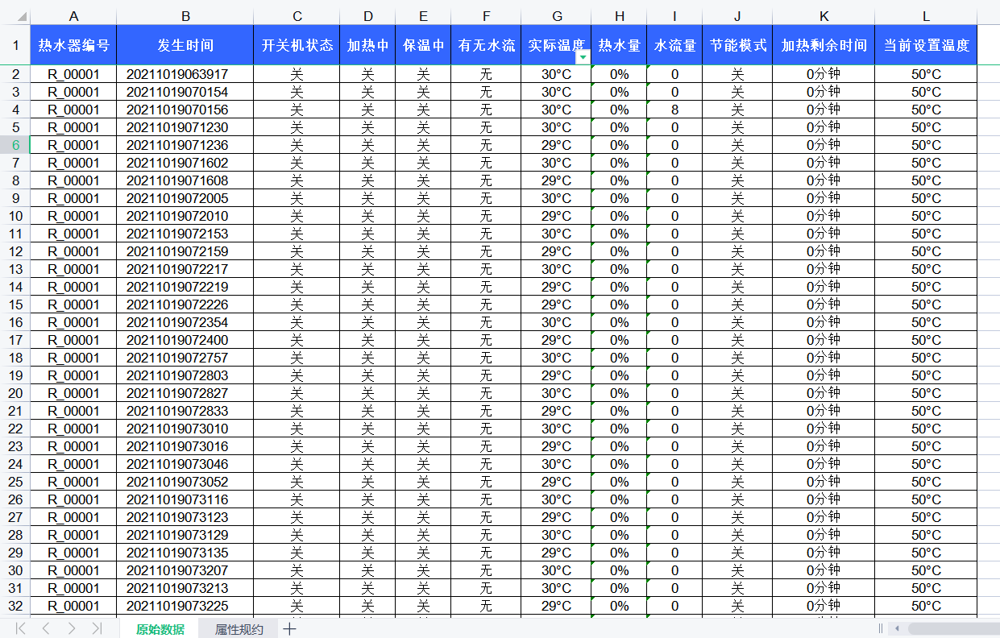 A B C D E F G H I J K L
1 热水器编号 发生时间 开关机状态 加热中 保温中 有无水流 实际温度 热水量 水流量 节能模式 加热剩余时间 当前设置温度
2 R_00001 20211019063917 关 关 关 无 30°C 0% 0 关 0分钟 50°C
3 R_00001 20211019070154 关 关 关 无 30°C 0% 0 关 0分钟 50°C
4 R_00001 20211019070156 关 关 关 无 30°C 0% 8 关 0分钟 50°C
5 R_00001 20211019071230 关 关 关 无 30°C 0% 0 关 0分钟 50°C
6 R_00001 20211019071236 关 关 关 无 29°C 0% 0 关 0分钟 50°C
7 R_00001 20211019071602 关 关 关 无 30°C 0% 0 关 0分钟 50°C
8 R_00001 20211019071608 关 关 关 无 29°C 0% 0 关 0分钟 50°C
9 R_00001 20211019072005 关 关 关 无 30°C 0% 0 关 0分钟 50°C
10 R_00001 20211019072010 关 关 关 无 29°C 0% 0 关 0分钟 50°C
11 R_00001 20211019072153 关 关 关 无 30°C 0% 0 关 0分钟 50°C
12 R_00001 20211019072159 关 关 关 无 29°C 0% 0 关 0分钟 50°C
13 R_00001 20211019072217 关 关 关 无 30°C 0% 0 关 0分钟 50°C
14 R_00001 20211019072219 关 关 关 无 29°C 0% 0 关 0分钟 50°C
15 R_00001 20211019072226 关 关 关 无 29°C 0% 0 关 0分钟 50°C
16 R_00001 20211019072354 关 关 关 无 30°C 0% 0 关 0分钟 50°C
17 R_00001 20211019072400 关 关 关 无 29°C 0% 0 关 0分钟 50°C
18 R_00001 20211019072757 关 关 关 无 30°C 0% 0 关 0分钟 50°C
19 R_00001 20211019072803 关 关 关 无 29°C 0% 0 关 0分钟 50°C
20 R_00001 20211019072827 关 关 关 无 30°C 0% 0 关 0分钟 50°C
21 R_00001 20211019072833 关 关 关 无 29°C 0% 0 关 0分钟 50°C
22 R_00001 20211019073010 关 关 关 无 30°C 0% 0 关 0分钟 50°C
23 R_00001 20211019073016 关 关 关 无 29°C 0% 0 关 0分钟 50°C
24 R_00001 20211019073046 关 关 关 无 30°C 0% 0 关 0分钟 50°C
25 R_00001 20211019073052 关 关 关 无 29°C 0% 0 关 0分钟 50°C
26 R_00001 20211019073116 关 关 关 无 30°C 0% 0 关 0分钟 50°C
27 R_00001 20211019073123 关 关 关 无 29°C 0% 0 关 0分钟 50°C
28 R_00001 20211019073129 关 关 关 无 30°C 0% 0 关 0分钟 50°C
29 R_00001 20211019073135 关 关 关 无 29°C 0% 0 关 0分钟 50°C
30 R_00001 20211019073207 关 关 关 无 30°C 0% 0 关 0分钟 50°C
31 R_00001 20211019073213 关 关 关 无 30°C 0% 0 关 0分钟 50°C
32 R_00001 20211019073225 关 关 关 无 29°C 0% 0 关 0分钟 50°C
原始数据 属性规约